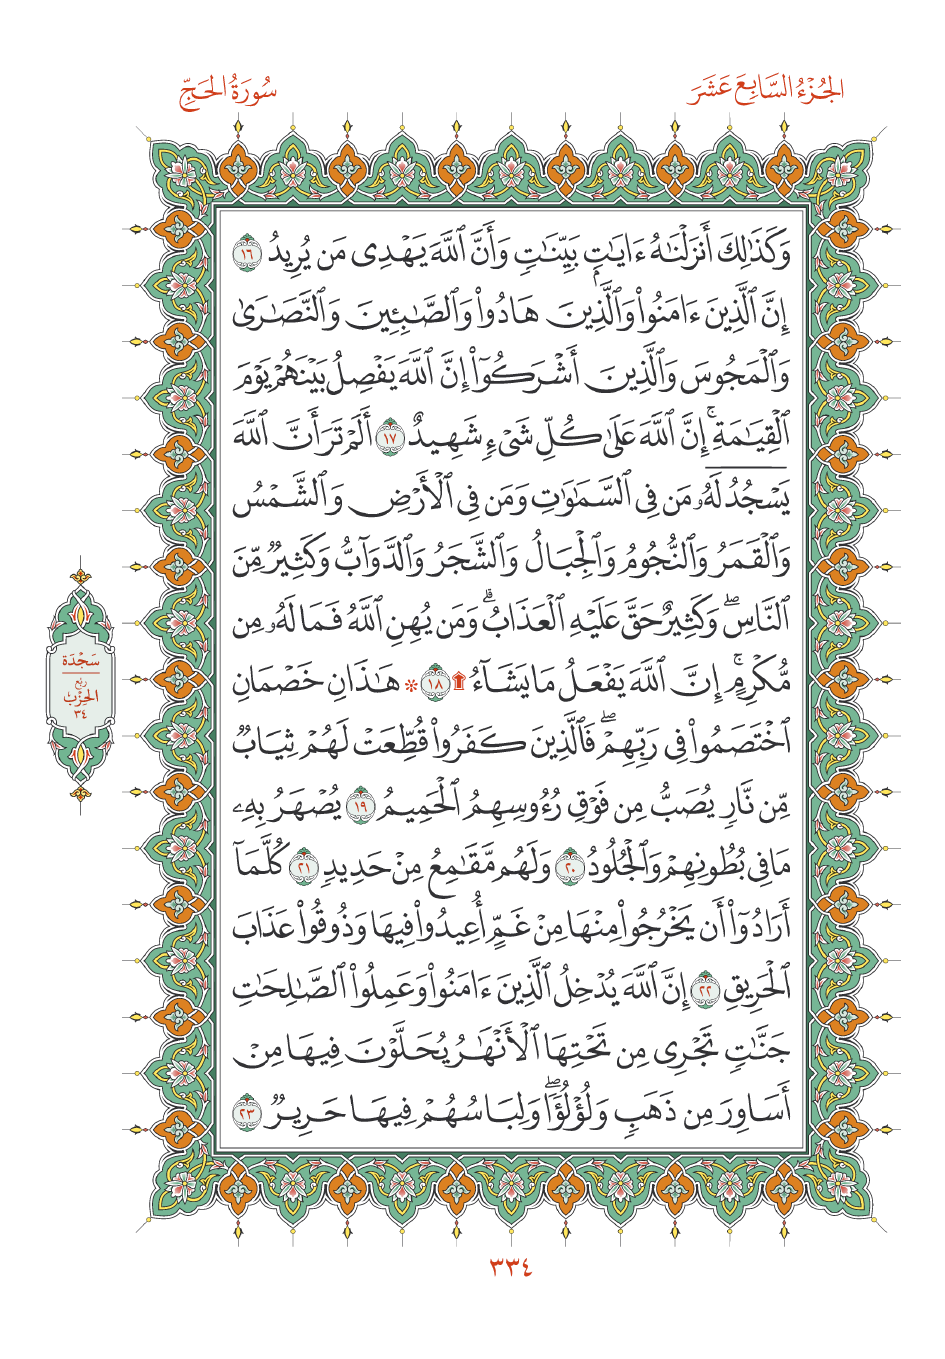 الجُزْءُ السَّابِعَ عَشَرَ
سُورَةُ الحَجِّ
وَكَذَٰلِكَ أَنزَلْنَٰهُ ءَايَٰتٍۭ بَيِّنَٰتٍ وَأَنَّ ٱللَّهَ يَهْدِى مَن يُرِيدُ ١٦
إِنَّ ٱلَّذِينَ ءَامَنُوا۟ وَٱلَّذِينَ هَادُوا۟ وَٱلصَّٰبِـِٔينَ وَٱلنَّصَٰرَىٰ
وَٱلْمَجُوسَ وَٱلَّذِينَ أَشْرَكُوٓا۟ إِنَّ ٱللَّهَ يَفْصِلُ بَيْنَهُمْ يَوْمَ
ٱلْقِيَٰمَةِ ۚ إِنَّ ٱللَّهَ عَلَىٰ كُلِّ شَىْءٍ شَهِيدٌ ١٧ أَلَمْ تَرَ أَنَّ ٱللَّهَ
يَسْجُدُ لَهُۥ مَن فِى ٱلسَّمَٰوَٰتِ وَمَن فِى ٱلْأَرْضِ وَٱلشَّمْسُ
وَٱلْقَمَرُ وَٱلنُّجُومُ وَٱلْجِبَالُ وَٱلشَّجَرُ وَٱلدَّوَآبُّ وَكَثِيرٌ مِّنَ
ٱلنَّاسِ ۖ وَكَثِيرٌ حَقَّ عَلَيْهِ ٱلْعَذَابُ ۗ وَمَن يُهِنِ ٱللَّهُ فَمَا لَهُۥ مِن
مُّكْرِمٍ ۚ إِنَّ ٱللَّهَ يَفْعَلُ مَا يَشَآءُ ۩ ١٨ ۞ هَٰذَانِ خَصْمَانِ
ٱخْتَصَمُوا۟ فِى رَبِّهِمْ ۖ فَٱلَّذِينَ كَفَرُوا۟ قُطِّعَتْ لَهُمْ ثِيَابٌ
مِّن نَّارٍ يُصَبُّ مِن فَوْقِ رُءُوسِهِمُ ٱلْحَمِيمُ ١٩ يُصْهَرُ بِهِۦ
مَا فِى بُطُونِهِمْ وَٱلْجُلُودُ ٢٠ وَلَهُم مَّقَٰمِعُ مِنْ حَدِيدٍ ٢١ كُلَّمَآ
أَرَادُوٓا۟ أَن يَخْرُجُوا۟ مِنْهَا مِنْ غَمٍّ أُعِيدُوا۟ فِيهَا وَذُوقُوا۟ عَذَابَ
ٱلْحَرِيقِ ٢٢ إِنَّ ٱللَّهَ يُدْخِلُ ٱلَّذِينَ ءَامَنُوا۟ وَعَمِلُوا۟ ٱلصَّٰلِحَٰتِ
جَنَّٰتٍ تَجْرِى مِن تَحْتِهَا ٱلْأَنْهَٰرُ يُحَلَّوْنَ فِيهَا مِنْ
أَسَاوِرَ مِن ذَهَبٍ وَلُؤْلُؤًا ۖ وَلِبَاسُهُمْ فِيهَا حَرِيرٌ ٢٣
سَجْدَة
رُبْع
الحِزْب
٣٤
٣٣٤